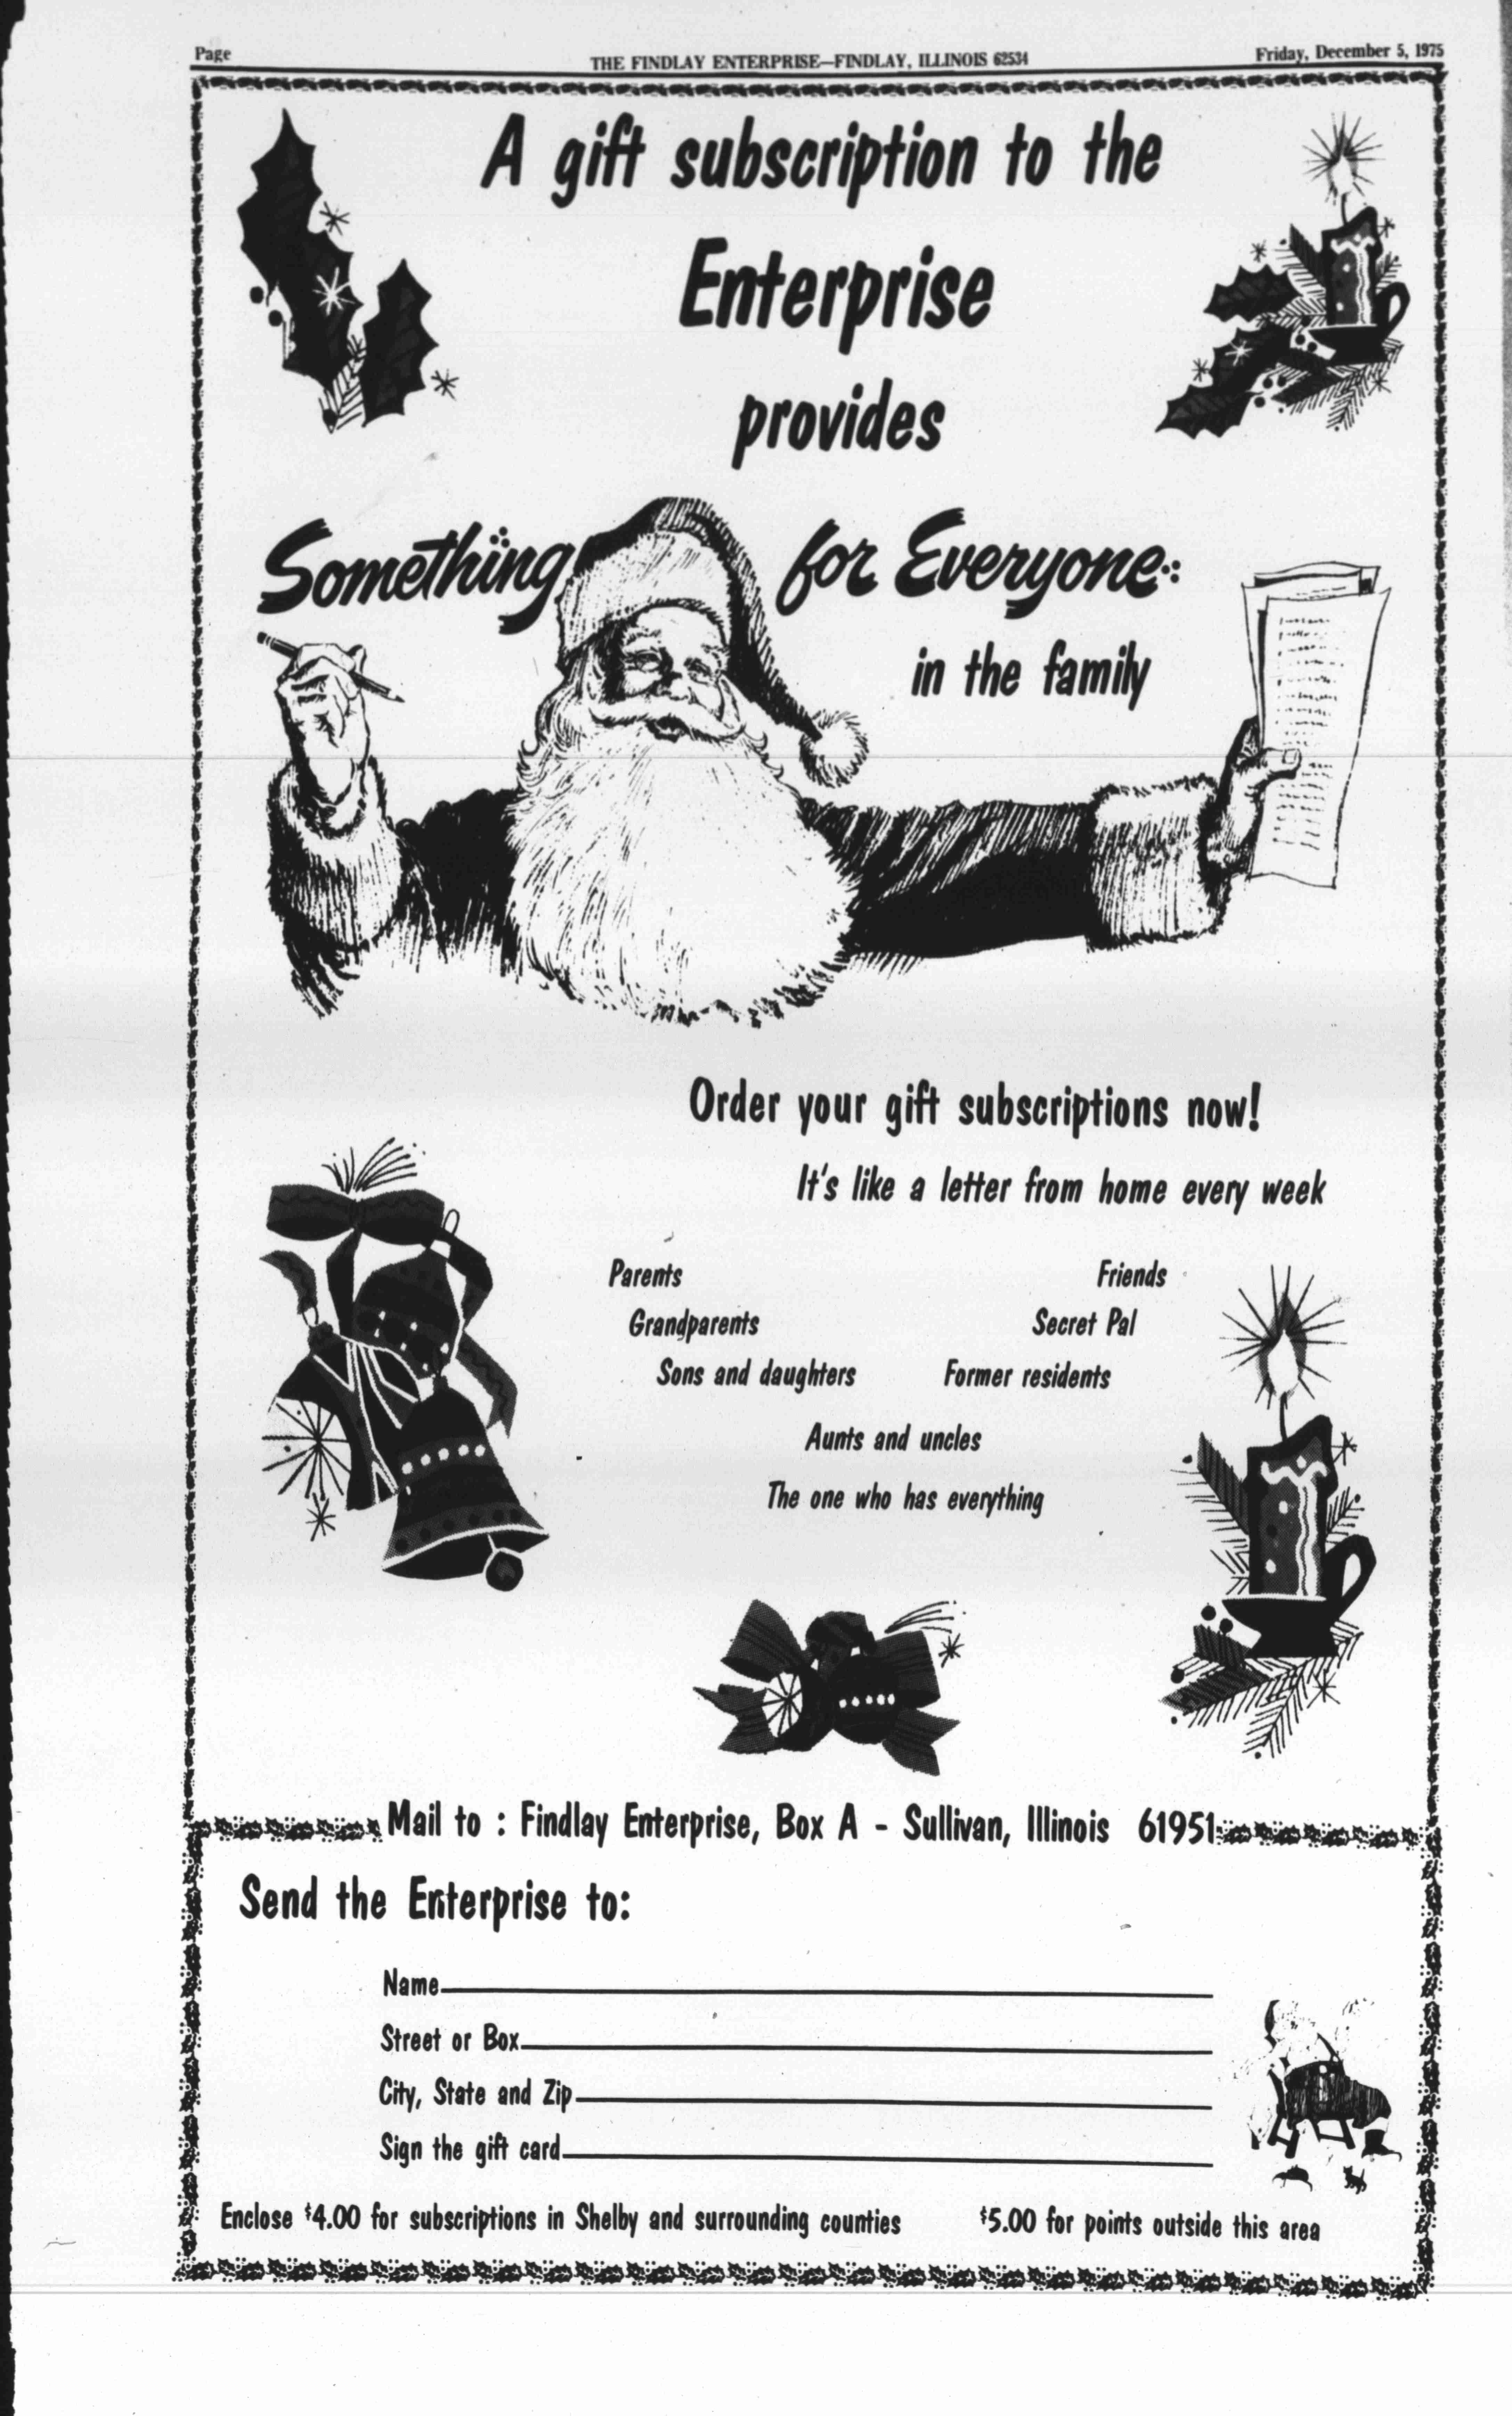 Page
THE FINDLAY ENTERPRISE—FINDLAY, ILLINOIS 62534
Friday, December 5, 1975
A gift subscription to the
Enterprise
provides
Something for Everyone
in the family
Order your gift subscriptions now!
It's like a letter from home every week
Parents
Friends
Grandparents
Secret Pal
Sons and daughters
Former residents
Aunts and uncles
The one who has everything
Mail to : Findlay Enterprise, Box A - Sullivan, Illinois 61951
Send the Enterprise to:
Name
Street or Box
City, State and Zip
Sign the gift card
Enclose $4.00 for subscriptions in Shelby and surrounding counties
$5.00 for points outside this area